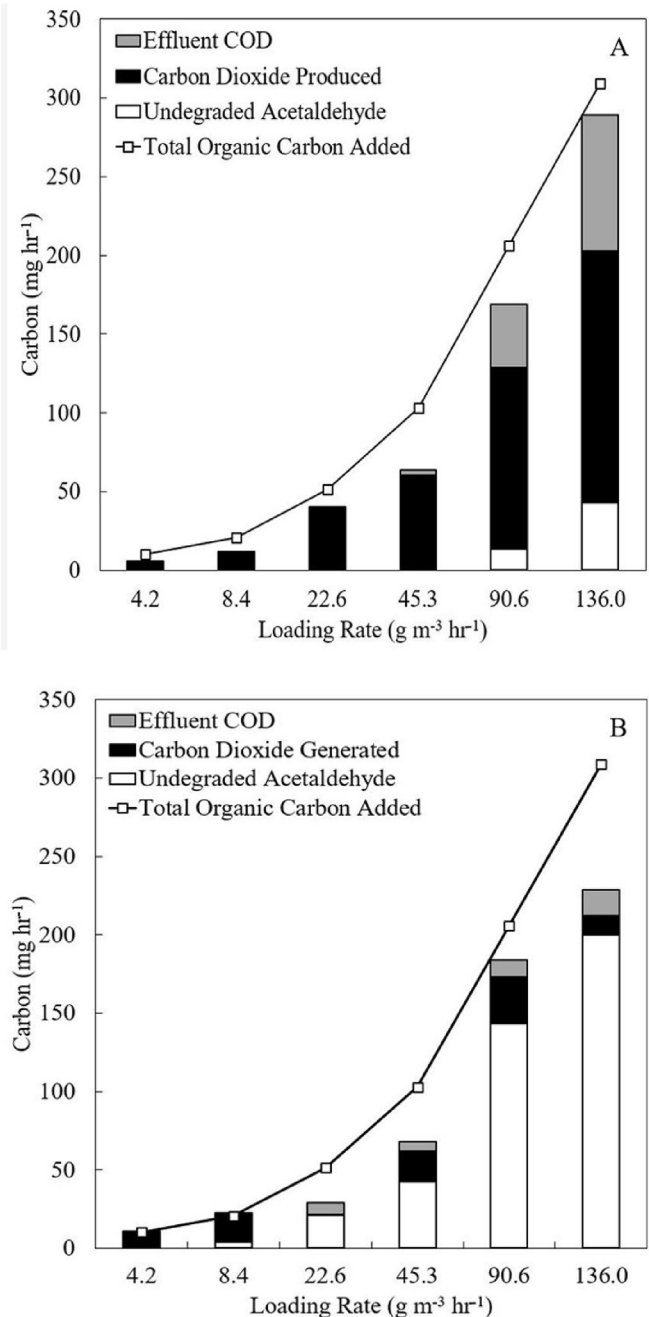 350
300
250
200
150
100
50
0
Carbon (mg hr⁻¹)
Effluent COD
Carbon Dioxide Produced
Undegraded Acetaldehyde
Total Organic Carbon Added
A
4.2 8.4 22.6 45.3 90.6 136.0
Loading Rate (g m⁻³ hr⁻¹)
350
300
250
200
150
100
50
0
Carbon (mg hr⁻¹)
Effluent COD
Carbon Dioxide Generated
Undegraded Acetaldehyde
Total Organic Carbon Added
B
4.2 8.4 22.6 45.3 90.6 136.0
Loading Rate (g m⁻³ hr⁻¹)